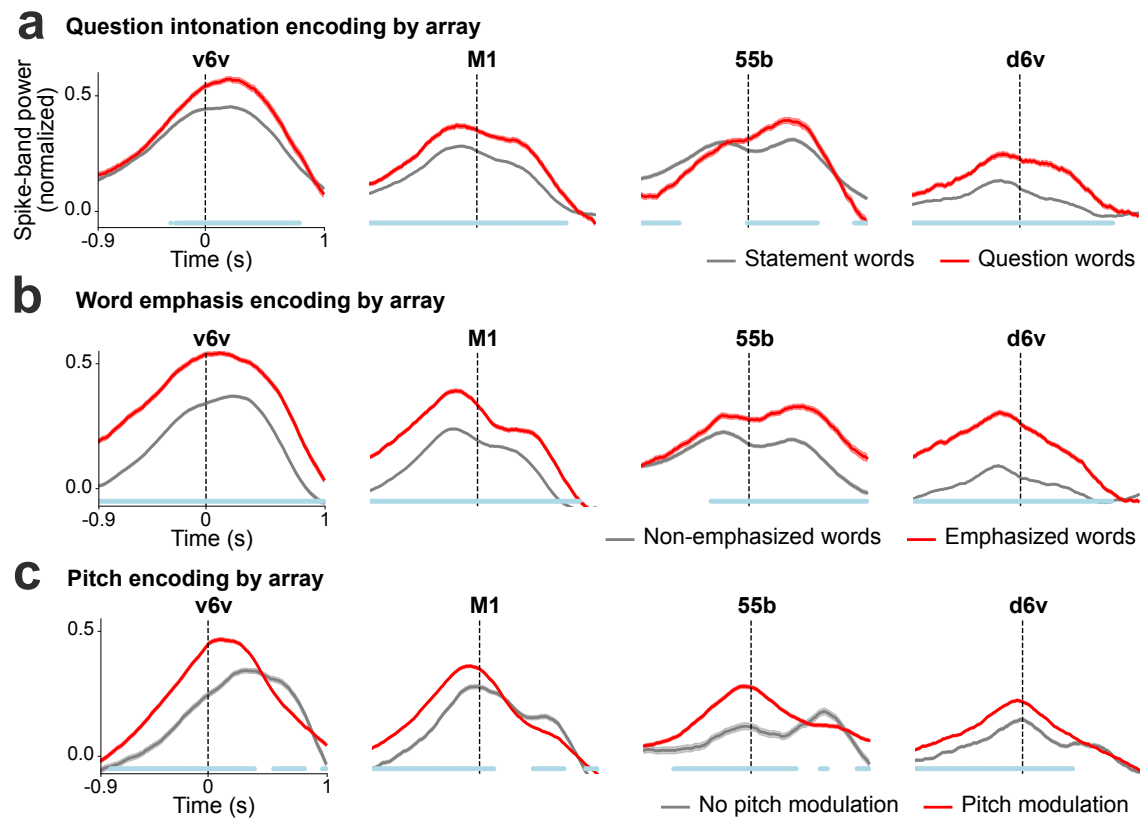 a Question intonation encoding by array
v6v M1 55b d6v
Spike-band power
(normalized)
0.5
0.0
-0.9 0 1
Time (s)
Statement words Question words
b Word emphasis encoding by array
v6v M1 55b d6v
0.5
0.0
-0.9 0 1
Time (s)
Non-emphasized words Emphasized words
c Pitch encoding by array
v6v M1 55b d6v
0.5
0.0
-0.9 0 1
Time (s)
No pitch modulation Pitch modulation